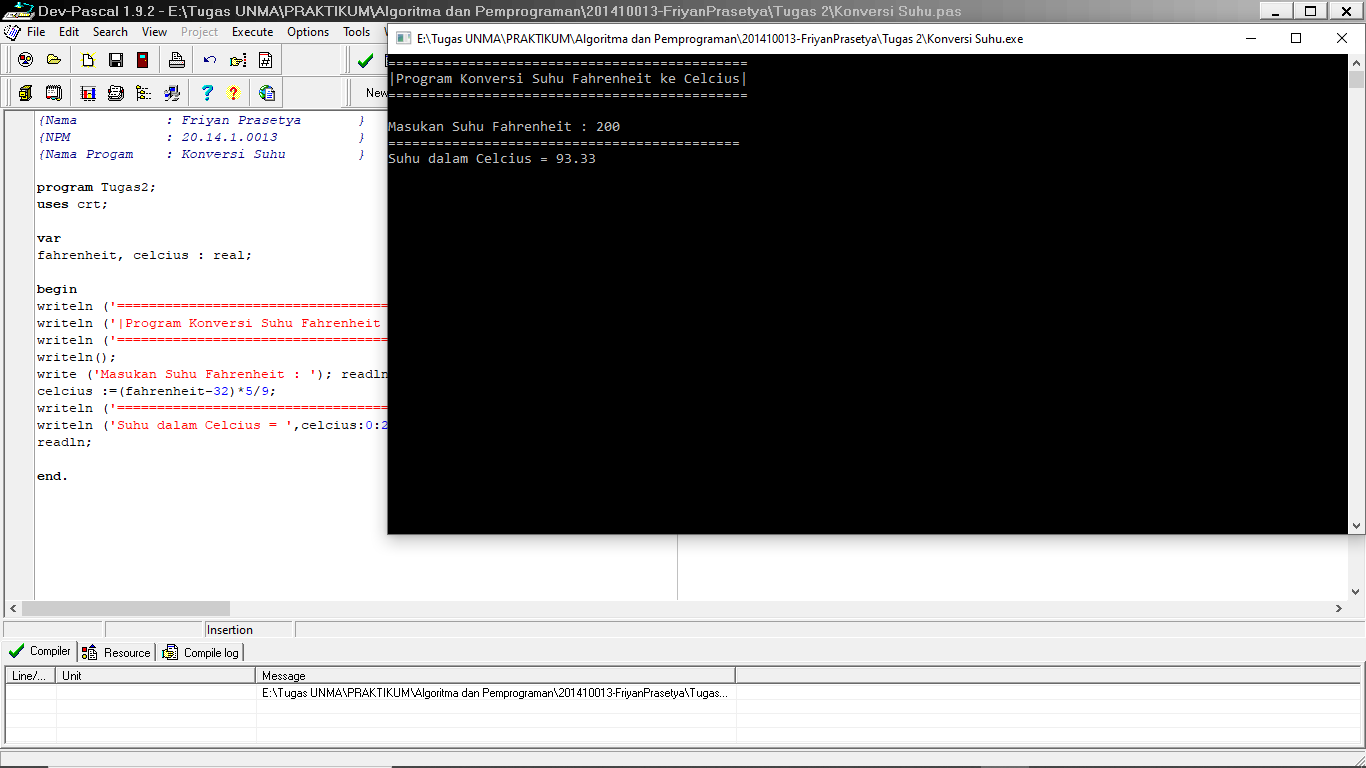 Dev-Pascal 1.9.2 - E:\Tugas UNMA\PRAKTIKUM\Algoritma dan Pemprograman\201410013-FriyanPrasetya\Tugas 2\Konversi Suhu.pas
File Edit Search View Project Execute Options Tools
New
{Nama : Friyan Prasetya }
{NPM : 20.14.1.0013 }
{Nama Progam : Konversi Suhu }
program Tugas2;
uses crt;
var
fahrenheit, celcius : real;
begin
writeln ('==================================
writeln ('|Program Konversi Suhu Fahrenheit
writeln ('==================================
writeln();
write ('Masukan Suhu Fahrenheit : '); readln
celcius :=(fahrenheit-32)*5/9;
writeln ('==================================
writeln ('Suhu dalam Celcius = ',celcius:0:2
readln;
end.
E:\Tugas UNMA\PRAKTIKUM\Algoritma dan Pemprograman\201410013-FriyanPrasetya\Tugas 2\Konversi Suhu.exe
=============================================
|Program Konversi Suhu Fahrenheit ke Celcius|
=============================================
Masukan Suhu Fahrenheit : 200
============================================
Suhu dalam Celcius = 93.33
Insertion
Compiler Resource Compile log
Line/... Unit Message
E:\Tugas UNMA\PRAKTIKUM\Algoritma dan Pemprograman\201410013-FriyanPrasetya\Tugas...